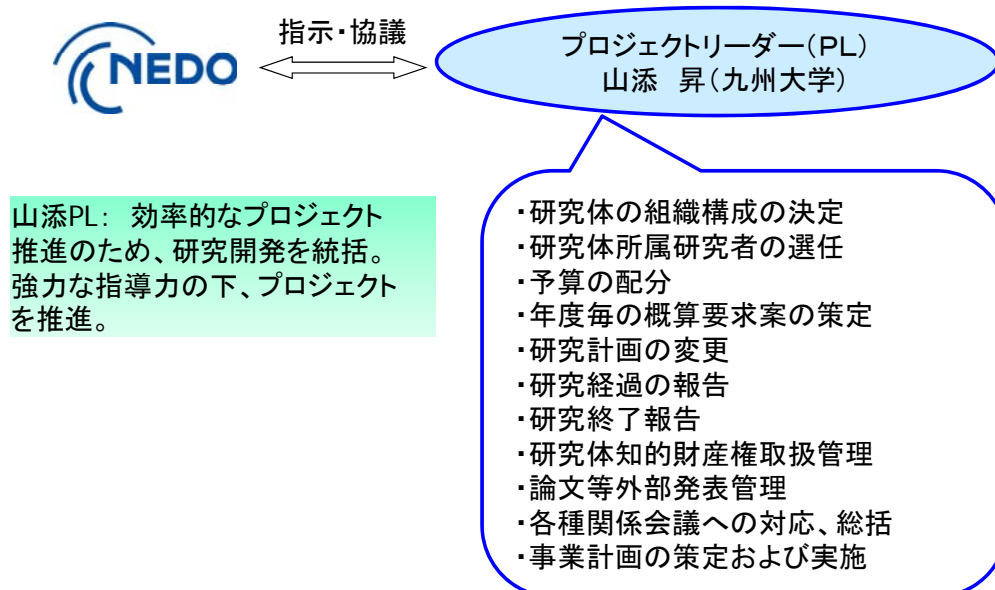 NEDO
指示・協議
プロジェクトリーダー(PL)
山添　昇(九州大学)
山添PL:　効率的なプロジェクト
推進のため、研究開発を統括。
強力な指導力の下、プロジェクト
を推進。
・研究体の組織構成の決定
・研究体所属研究者の選任
・予算の配分
・年度毎の概算要求案の策定
・研究計画の変更
・研究経過の報告
・研究終了報告
・研究体知的財産権取扱管理
・論文等外部発表管理
・各種関係会議への対応、総括
・事業計画の策定および実施